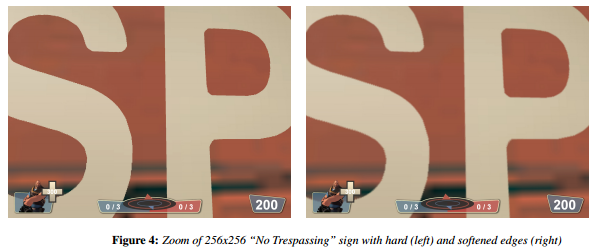 SP
SP
0 / 3
0 / 3
200
0 / 3
0 / 3
200
Figure 4: Zoom of 256x256 “No Trespassing” sign with hard (left) and softened edges (right)